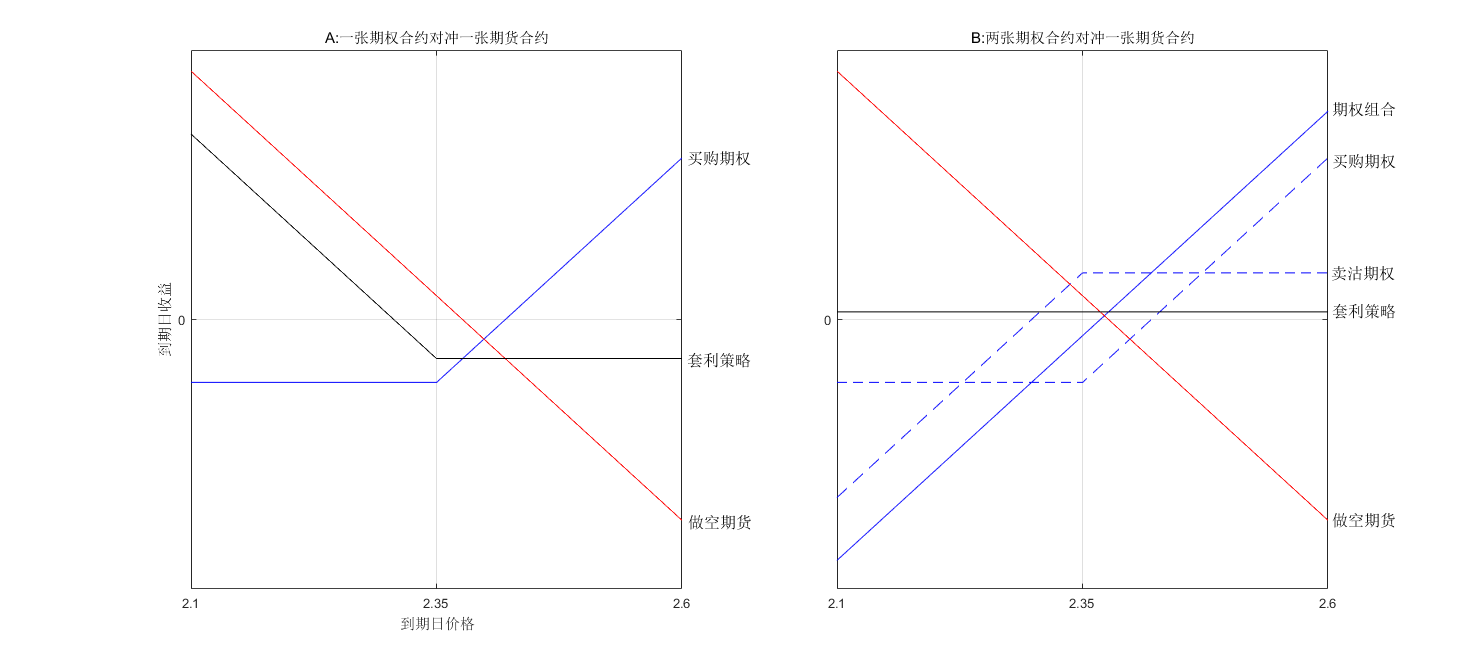 A:一张期权合约对冲一张期货合约
到期日收益
0
买购期权
套利策略
做空期货
2.1
2.35
2.6
到期日价格
B:两张期权合约对冲一张期货合约
0
期权组合
买购期权
卖沽期权
套利策略
做空期货
2.1
2.35
2.6